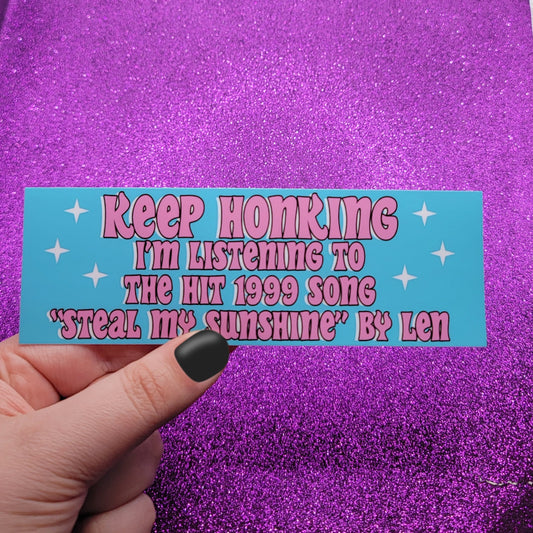 KEEP HONKING
I'M LISTENING TO
THE HIT 1999 SONG
"STEAL MY SUNSHINE" BY LEN